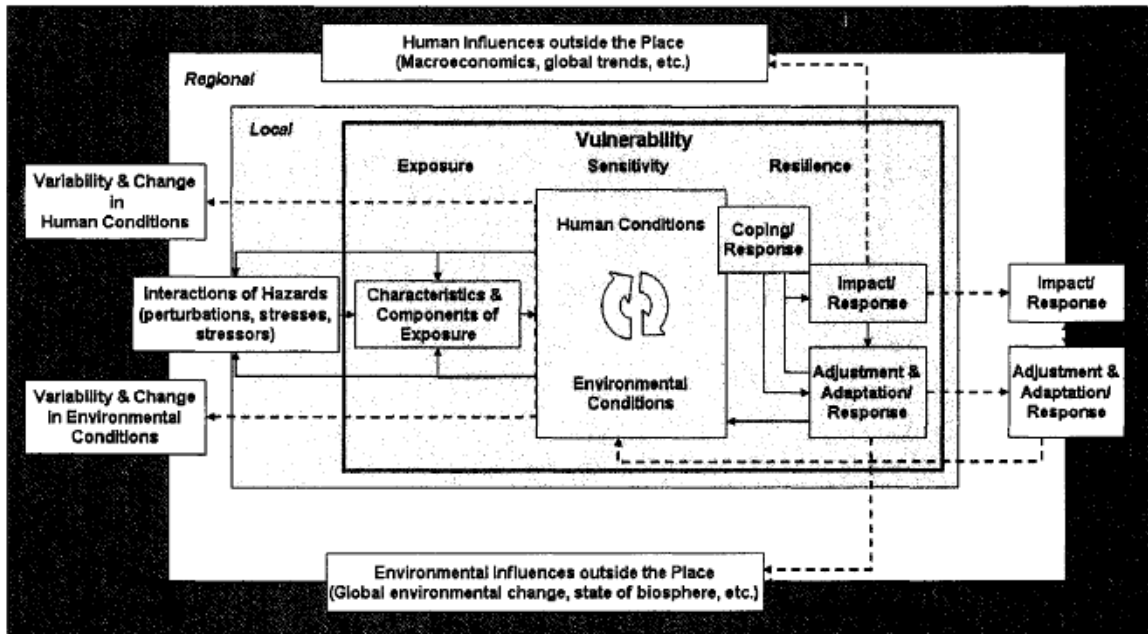 Human Influences outside the Place
(Macroeconomics, global trends, etc.)
Regional
Local
Vulnerability
Exposure
Sensitivity
Resilience
Variability & Change
in
Human Conditions
Human Conditions
Coping/
Response
Interactions of Hazards
(perturbations, stresses,
stressors)
Characteristics &
Components of
Exposure
Impact/
Response
Impact/
Response
Environmental
Conditions
Adjustment &
Adaptation/
Response
Adjustment &
Adaptation/
Response
Variability & Change
in Environmental
Conditions
Environmental Influences outside the Place
(Global environmental change, state of biosphere, etc.)